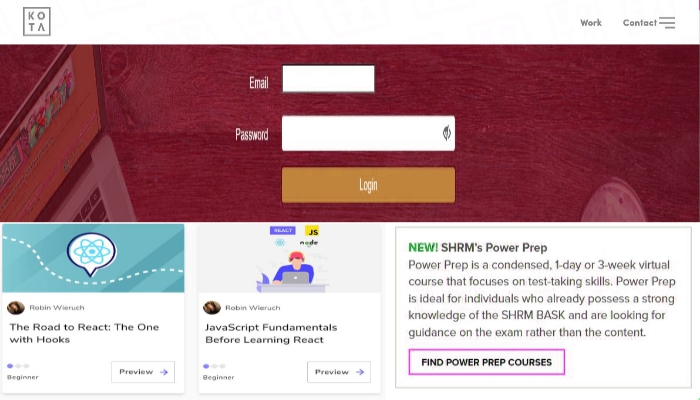 KO
TΛ
Work
Contact
Email
Password
Login
REACT
JS
node
Robin Wieruch
The Road to React: The One
with Hooks
Beginner
Preview →
Robin Wieruch
JavaScript Fundamentals
Before Learning React
Beginner
Preview →
NEW! SHRM's Power Prep
Power Prep is a condensed, 1-day or 3-week virtual
course that focuses on test-taking skills. Power Prep
is ideal for individuals who already possess a strong
knowledge of the SHRM BASK and are looking for
guidance on the exam rather than the content.
FIND POWER PREP COURSES